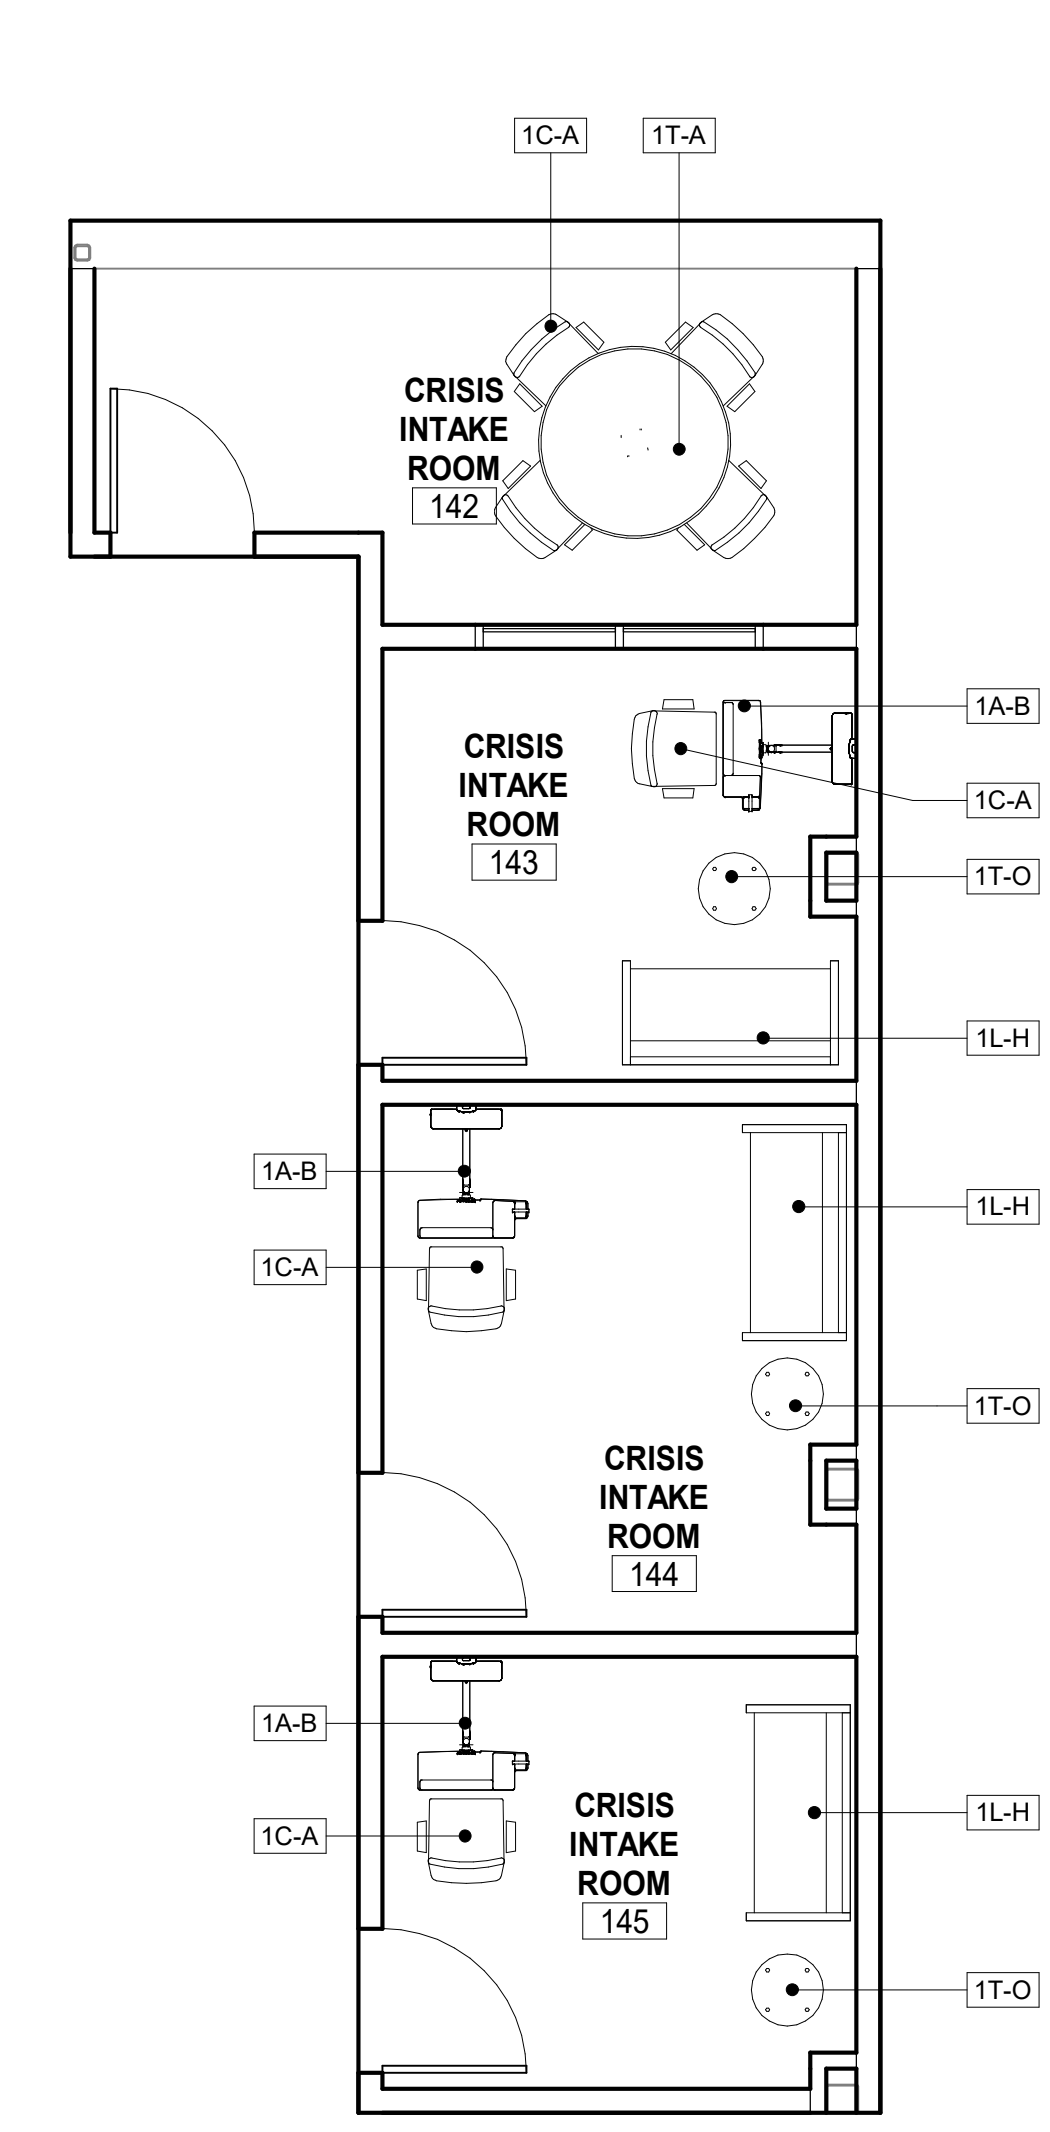 1C-A
1T-A
CRISIS
INTAKE
ROOM
142
1A-B
CRISIS
INTAKE
ROOM
143
1C-A
1T-O
1L-H
1A-B
1L-H
1C-A
1T-O
CRISIS
INTAKE
ROOM
144
1A-B
CRISIS
INTAKE
ROOM
145
1L-H
1C-A
1T-O